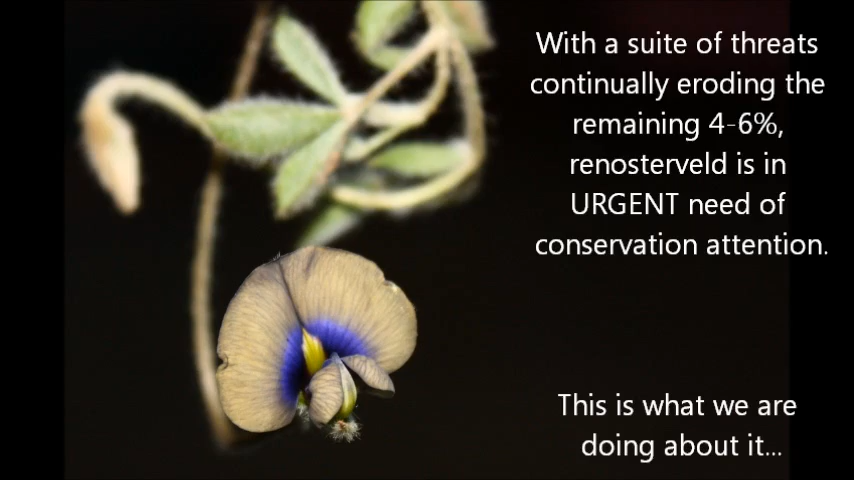 With a suite of threats
continually eroding the
remaining 4-6%,
renosterveld is in
URGENT need of
conservation attention.
This is what we are
doing about it...